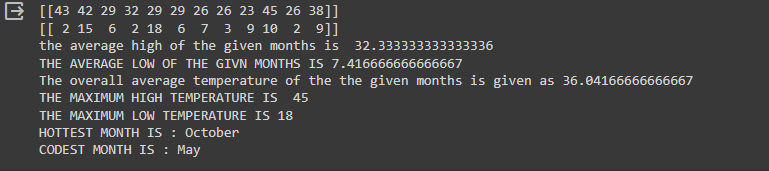 [[43 42 29 32 29 29 26 26 23 45 26 38]]
[[ 2 15  6  2 18  6  7  3  9 10  2  9]]
the average high of the given months is  32.333333333333336
THE AVERAGE LOW OF THE GIVN MONTHS IS 7.416666666666667
The overall average temperature of the the given months is given as 36.04166666666667
THE MAXIMUM HIGH TEMPERATURE IS  45
THE MAXIMUM LOW TEMPERATURE IS 18
HOTTEST MONTH IS : October
CODEST MONTH IS : May